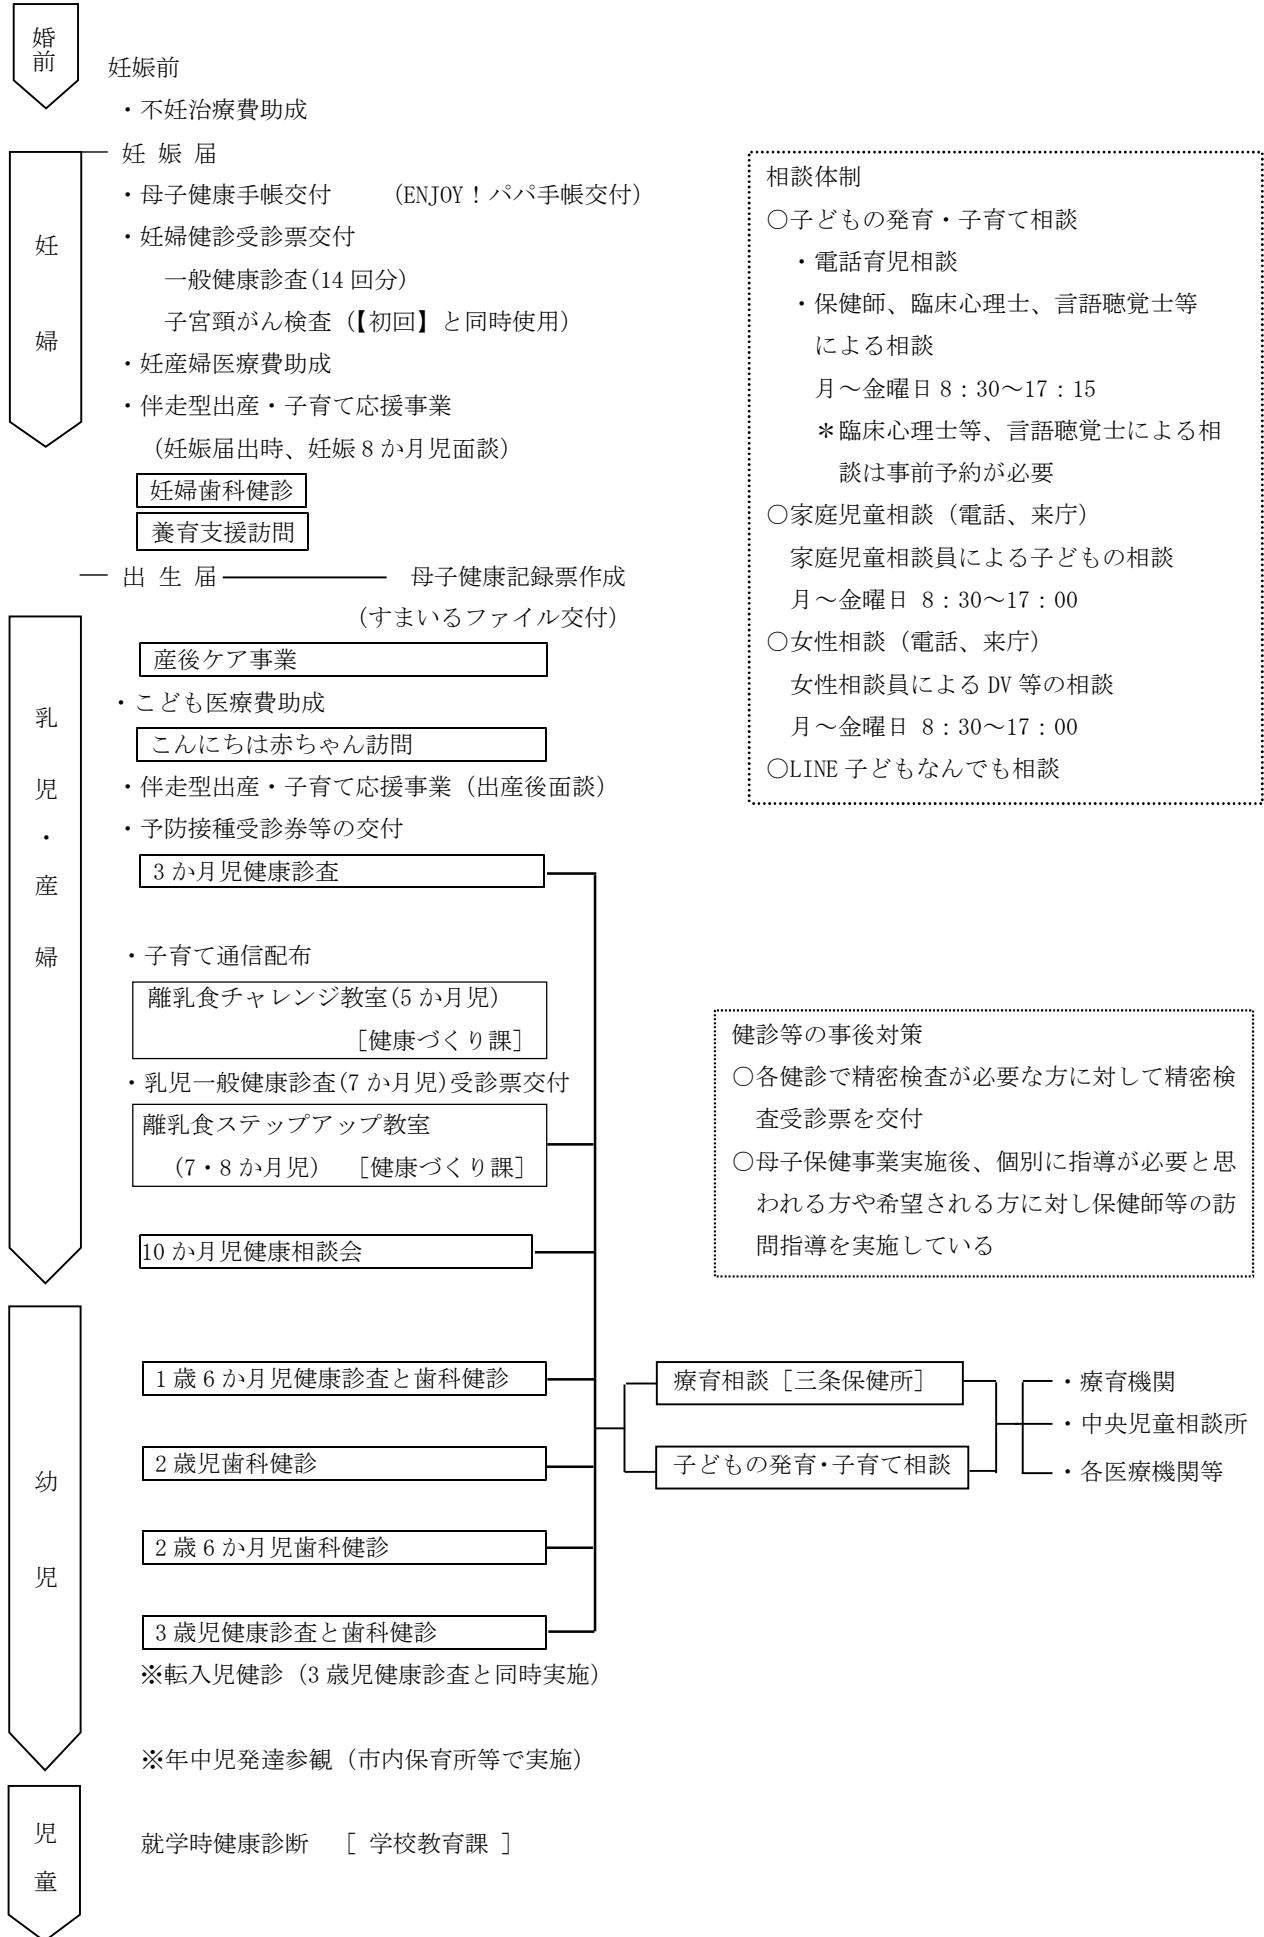 婚前
妊娠前
・不妊治療費助成
妊 娠 届
妊婦
・母子健康手帳交付　　（ENJOY！パパ手帳交付）
・妊婦健診受診票交付
一般健康診査(14 回分)
子宮頸がん検査（【初回】と同時使用）
・妊産婦医療費助成
・伴走型出産・子育て応援事業
（妊娠届出時、妊娠８か月児面談）
妊婦歯科健診
養育支援訪問
出 生 届
母子健康記録票作成
（すまいるファイル交付）
乳児・産婦
産後ケア事業
・こども医療費助成
こんにちは赤ちゃん訪問
・伴走型出産・子育て応援事業（出産後面談）
・予防接種受診券等の交付
３か月児健康診査
・子育て通信配布
離乳食チャレンジ教室(5 か月児)
［健康づくり課］
・乳児一般健康診査(7 か月児)受診票交付
離乳食ステップアップ教室
（7・8 か月児）　［健康づくり課］
10 か月児健康相談会
幼児
１歳６か月児健康診査と歯科健診
２歳児歯科健診
２歳６か月児歯科健診
３歳児健康診査と歯科健診
※転入児健診（3 歳児健康診査と同時実施）
※年中児発達参観（市内保育所等で実施）
児童
就学時健康診断　［ 学校教育課 ］
相談体制
○子どもの発育・子育て相談
・電話育児相談
・保健師、臨床心理士、言語聴覚士等
による相談
月～金曜日 8：30～17：15
＊臨床心理士等、言語聴覚士による相
談は事前予約が必要
○家庭児童相談（電話、来庁）
家庭児童相談員による子どもの相談
月～金曜日 8：30～17：00
○女性相談（電話、来庁）
女性相談員による DV 等の相談
月～金曜日 8：30～17：00
○LINE 子どもなんでも相談
健診等の事後対策
○各健診で精密検査が必要な方に対して精密検
査受診票を交付
○母子保健事業実施後、個別に指導が必要と思
われる方や希望される方に対し保健師等の訪
問指導を実施している
療育相談［三条保健所］
子どもの発育・子育て相談
・療育機関
・中央児童相談所
・各医療機関等